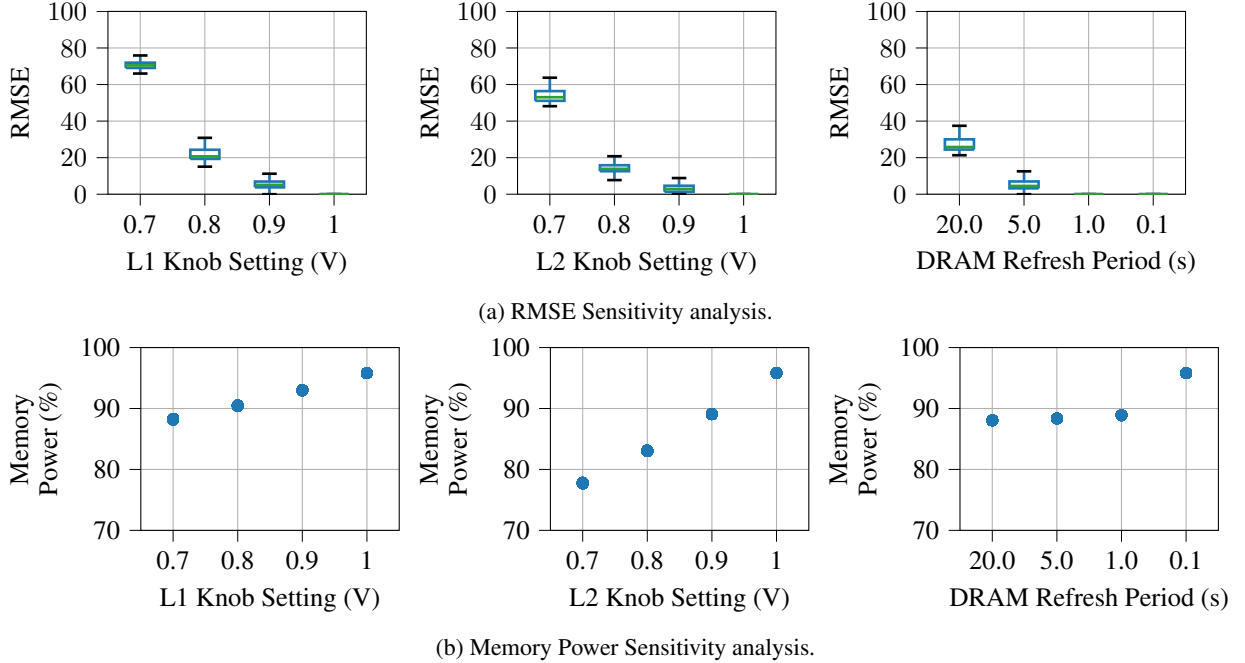 100
80
60
40
20
0
RMSE
0.7 0.8 0.9 1
L1 Knob Setting (V)
100
80
60
40
20
0
RMSE
0.7 0.8 0.9 1
L2 Knob Setting (V)
100
80
60
40
20
0
RMSE
20.0 5.0 1.0 0.1
DRAM Refresh Period (s)
(a) RMSE Sensitivity analysis.
100
90
80
70
Memory
Power (%)
0.7 0.8 0.9 1
L1 Knob Setting (V)
100
90
80
70
Memory
Power (%)
0.7 0.8 0.9 1
L2 Knob Setting (V)
100
90
80
70
Memory
Power (%)
20.0 5.0 1.0 0.1
DRAM Refresh Period (s)
(b) Memory Power Sensitivity analysis.